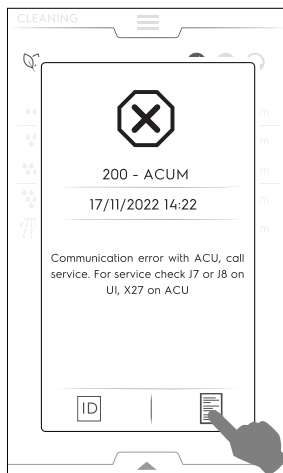 CLEANING
m
m
m
m
m
200 - ACUM
17/11/2022 14:22
Communication error with ACU, call
service. For service check J7 or J8 on
UI, X27 on ACU
ID